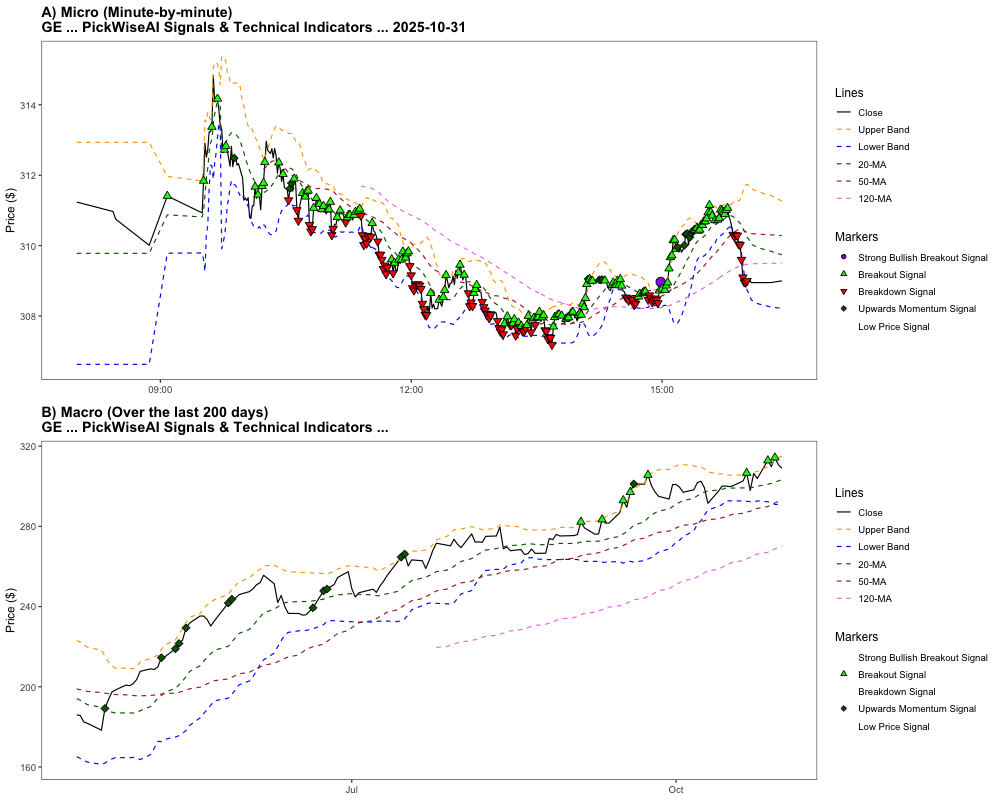 A) Micro (Minute-by-minute)
GE ... PickWiseAI Signals & Technical Indicators ... 2025-10-31
Price ($)
314
312
310
308
09:00
12:00
15:00
Lines
Close
Upper Band
Lower Band
20-MA
50-MA
120-MA
Markers
Strong Bullish Breakout Signal
Breakout Signal
Breakdown Signal
Upwards Momentum Signal
Low Price Signal
B) Macro (Over the last 200 days)
GE ... PickWiseAI Signals & Technical Indicators ...
Price ($)
320
280
240
200
160
Jul
Oct
Lines
Close
Upper Band
Lower Band
20-MA
50-MA
120-MA
Markers
Strong Bullish Breakout Signal
Breakout Signal
Breakdown Signal
Upwards Momentum Signal
Low Price Signal